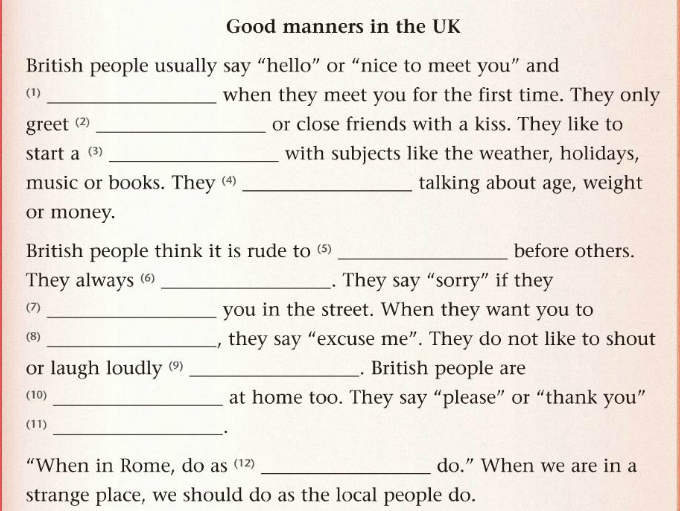 Good manners in the UK
British people usually say “hello” or “nice to meet you” and
(1) ________________ when they meet you for the first time. They only
greet (2) ________________ or close friends with a kiss. They like to
start a (3) ________________ with subjects like the weather, holidays,
music or books. They (4) ________________ talking about age, weight
or money.
British people think it is rude to (5) ________________ before others.
They always (6) ________________. They say “sorry” if they
(7) ________________ you in the street. When they want you to
(8) ________________, they say “excuse me”. They do not like to shout
or laugh loudly (9) ________________. British people are
(10) ________________ at home too. They say “please” or “thank you”
(11) ________________.
“When in Rome, do as (12) ________________ do.” When we are in a
strange place, we should do as the local people do.